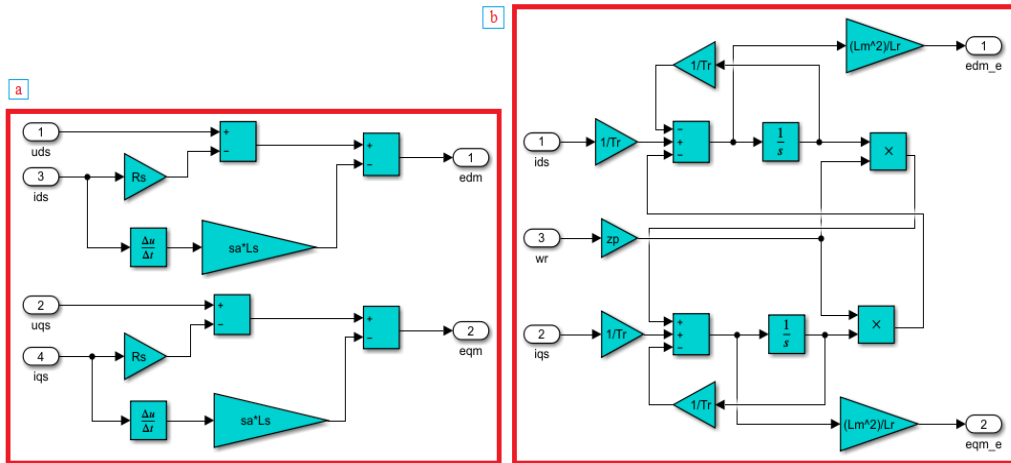 a
1
uds
3
ids
Rs
+
−
+
−
1
edm
Δu
Δt
sa*Ls
2
uqs
4
iqs
Rs
+
−
+
−
2
eqm
Δu
Δt
sa*Ls
b
(Lm^2)/Lr
1
edm_e
1/Tr
1
ids
1/Tr
−
+
−
1
s
×
3
wr
zp
2
iqs
1/Tr
+
+
−
1
s
×
1/Tr
(Lm^2)/Lr
2
eqm_e